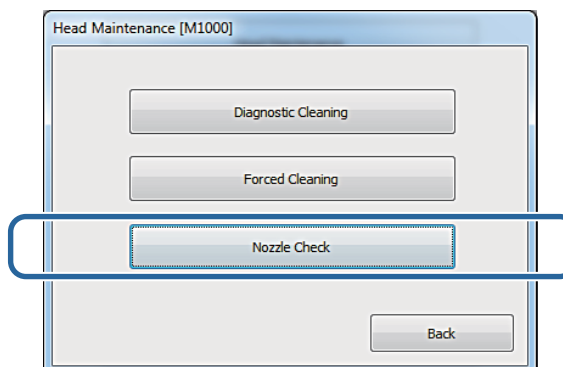 Head Maintenance [M1000]
Diagnostic Cleaning
Forced Cleaning
Nozzle Check
Back